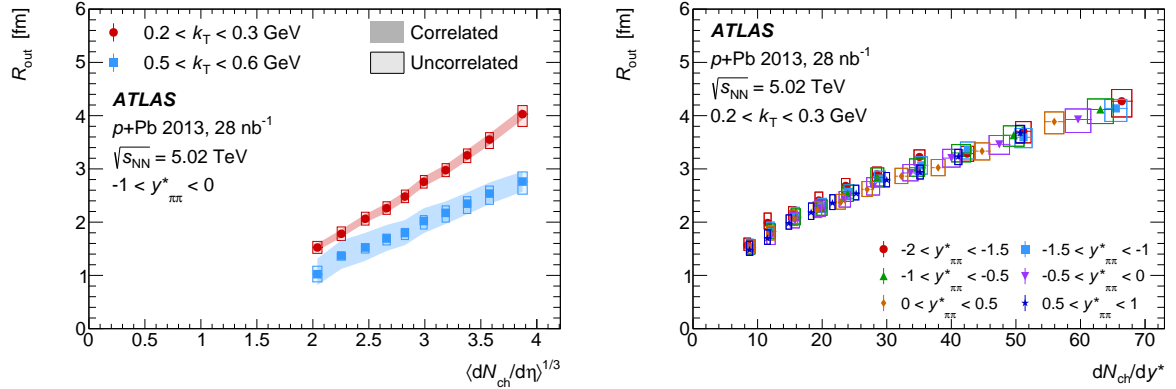 R_out [fm]
6
5
4
3
2
1
0
0.2 < k_T < 0.3 GeV
0.5 < k_T < 0.6 GeV
Correlated
Uncorrelated
ATLAS
p+Pb 2013, 28 nb⁻¹
√s_NN = 5.02 TeV
-1 < y*_ππ < 0
0 0.5 1 1.5 2 2.5 3 3.5 4
⟨dN_ch/dη⟩^1/3
R_out [fm]
6
5
4
3
2
1
0
ATLAS
p+Pb 2013, 28 nb⁻¹
√s_NN = 5.02 TeV
0.2 < k_T < 0.3 GeV
-2 < y*_ππ < -1.5
-1.5 < y*_ππ < -1
-1 < y*_ππ < -0.5
-0.5 < y*_ππ < 0
0 < y*_ππ < 0.5
0.5 < y*_ππ < 1
0 10 20 30 40 50 60 70
dN_ch/dy*